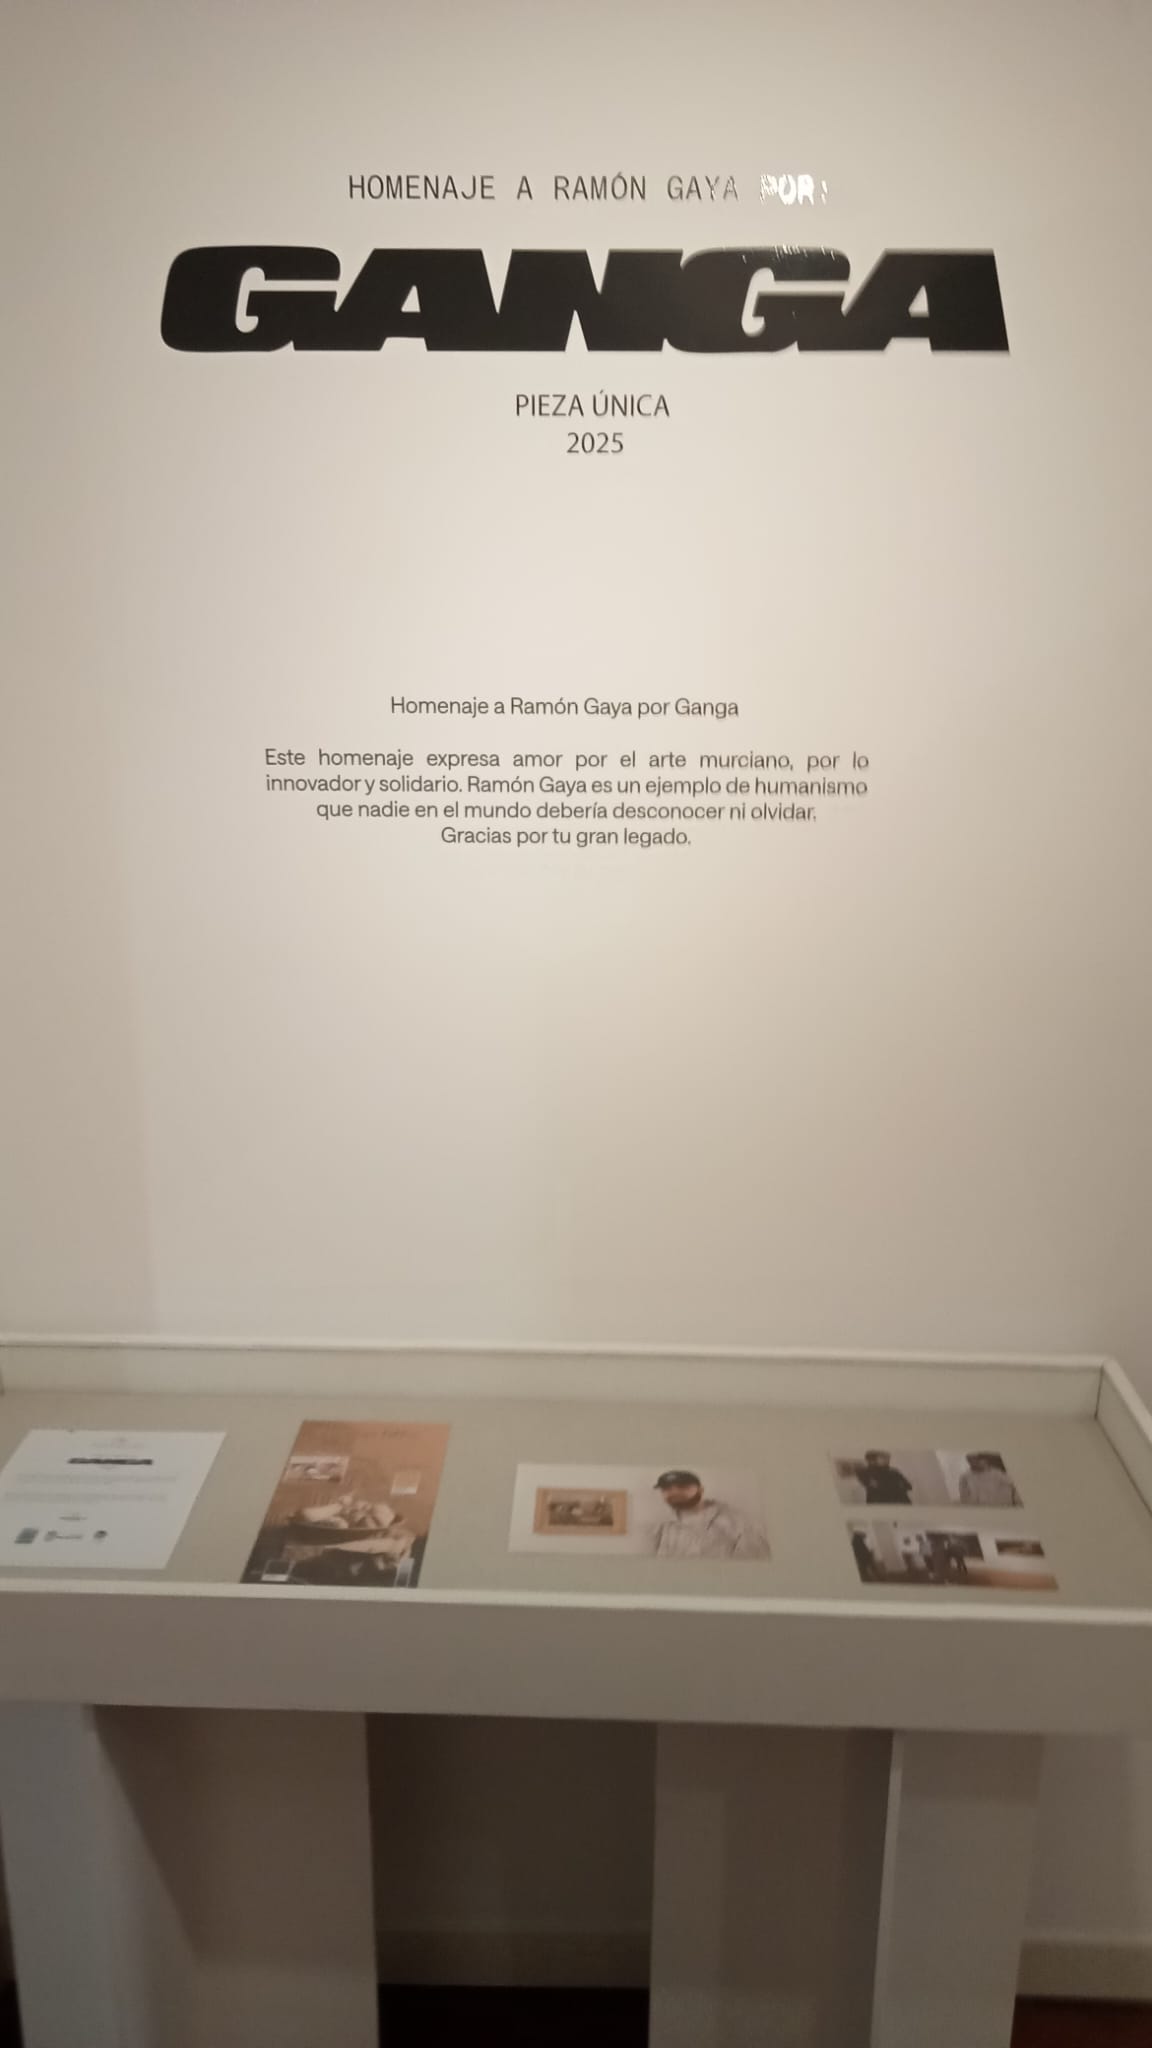 HOMENAJE A RAMÓN GAYA POR:
GANGA
PIEZA ÚNICA
2025
Homenaje a Ramón Gaya por Ganga
Este homenaje expresa amor por el arte murciano, por lo
innovador y solidario. Ramón Gaya es un ejemplo de humanismo
que nadie en el mundo debería desconocer ni olvidar.
Gracias por tu gran legado.
GANGA